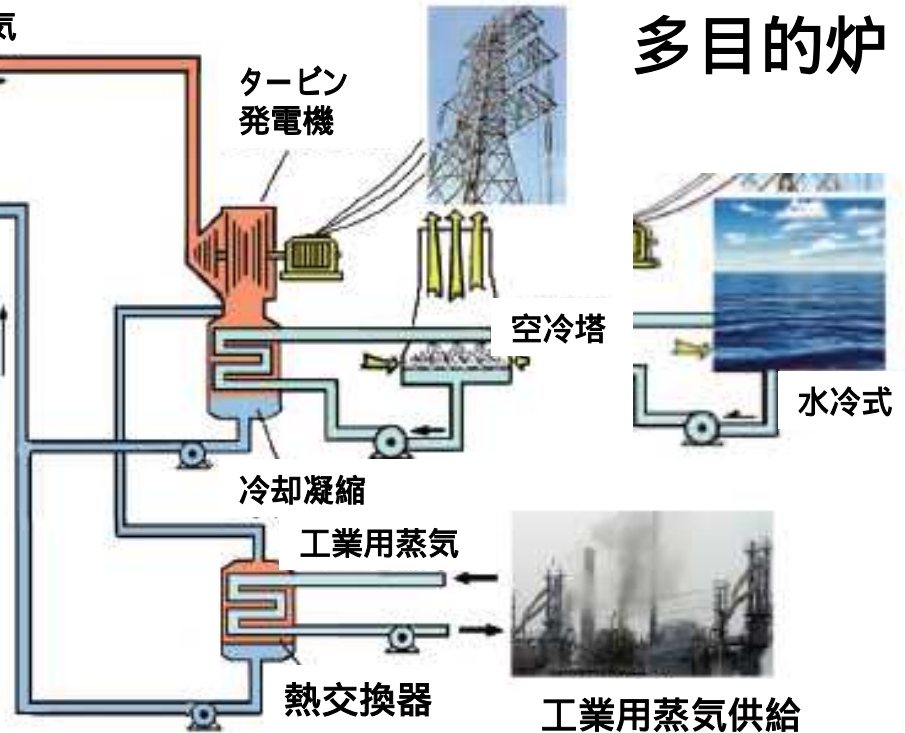 気
多目的炉
タービン
発電機
空冷塔
水冷式
冷却凝縮
工業用蒸気
熱交換器
工業用蒸気供給